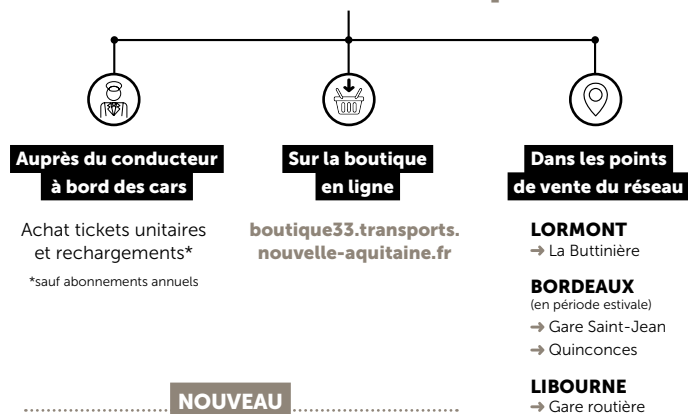 Auprès du conducteur
à bord des cars
Achat tickets unitaires
et rechargements*
*sauf abonnements annuels
Sur la boutique
en ligne
boutique33.transports.
nouvelle-aquitaine.fr
Dans les points
de vente du réseau
LORMONT
→ La Buttinière
BORDEAUX
(en période estivale)
→ Gare Saint-Jean
→ Quinconces
LIBOURNE
→ Gare routière
NOUVEAU